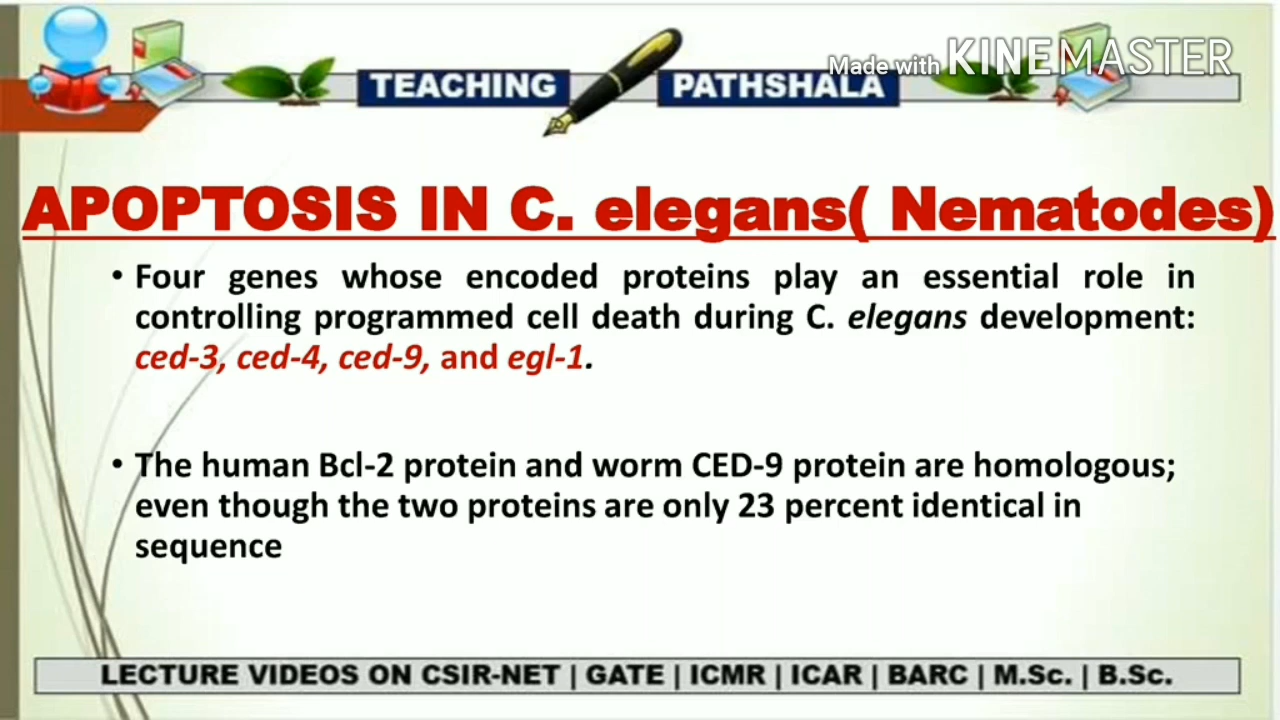 Made with KINEMASTER
TEACHING PATHSHALA
APOPTOSIS IN C. elegans( Nematodes)
• Four genes whose encoded proteins play an essential role in
controlling programmed cell death during C. elegans development:
ced-3, ced-4, ced-9, and egl-1.
• The human Bcl-2 protein and worm CED-9 protein are homologous;
even though the two proteins are only 23 percent identical in
sequence
LECTURE VIDEOS ON CSIR-NET | GATE | ICMR | ICAR | BARC | M.Sc. | B.Sc.